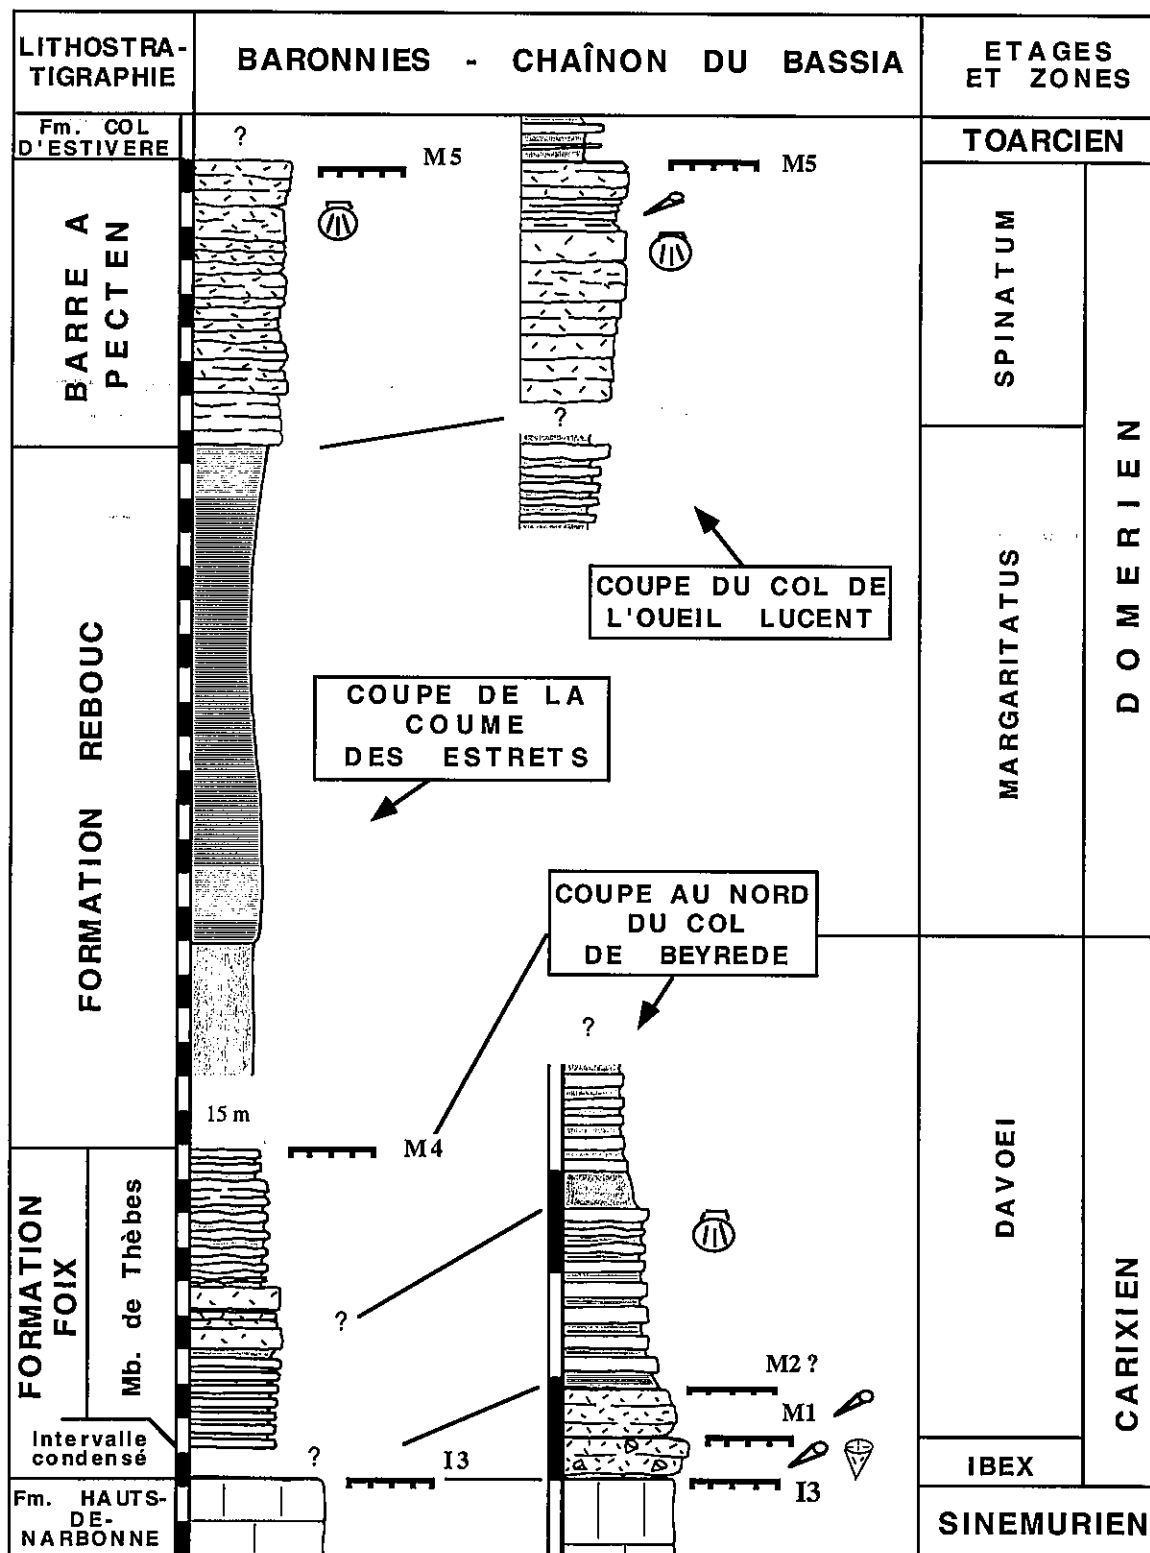 LITHOSTRA-
TIGRAPHIE
BARONNIES - CHAÎNON DU BASSIA
ETAGES
ET ZONES
Fm. COL
D'ESTIVERE
?
M5
M5
TOARCIEN
BARRE A
PECTEN
SPINATUM
?
DOMERIEN
COUPE DU COL DE
L'OUEIL LUCENT
MARGARITATUS
FORMATION REBOUC
COUPE DE LA
COUME
DES ESTRETS
COUPE AU NORD
DU COL
DE BEYREDE
?
15 m
M4
DAVOEI
FORMATION
FOIX
Mb. de Thèbes
?
CARIXIEN
M2 ?
M1
Intervalle
condensé
?
I3
I3
IBEX
Fm. HAUTS-
DE-
NARBONNE
SINEMURIEN